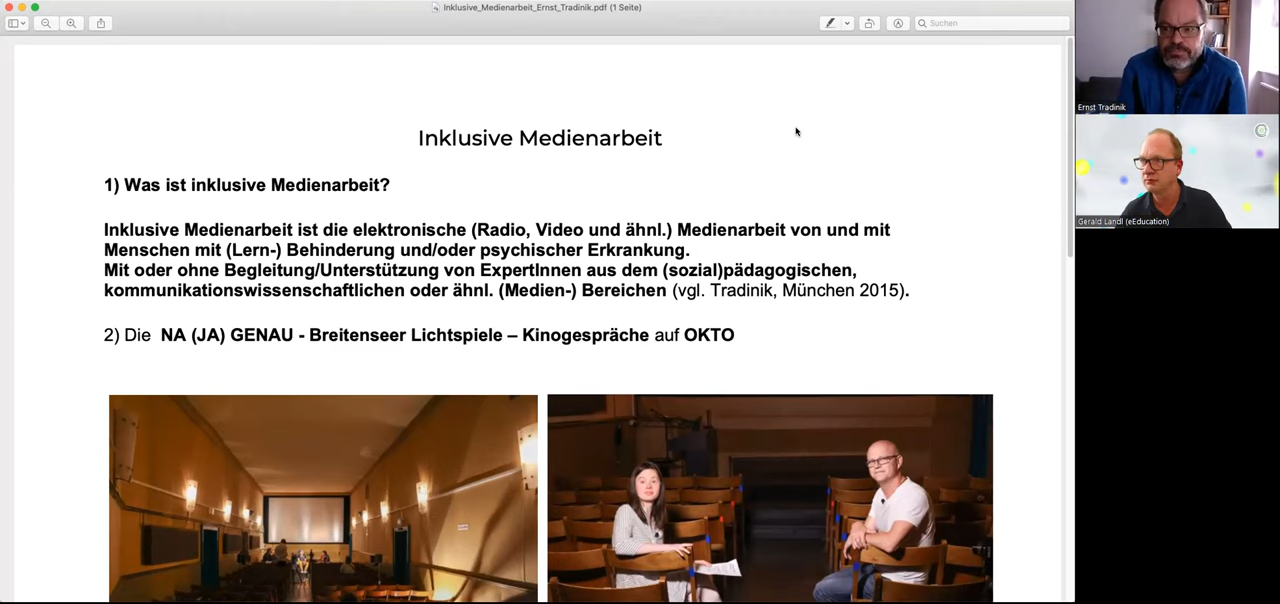 Inklusive_Medienarbeit_Ernst_Tradinik.pdf (1 Seite)
Suchen
Inklusive Medienarbeit
1) Was ist inklusive Medienarbeit?
Inklusive Medienarbeit ist die elektronische (Radio, Video und ähnl.) Medienarbeit von und mit
Menschen mit (Lern-) Behinderung und/oder psychischer Erkrankung.
Mit oder ohne Begleitung/Unterstützung von ExpertInnen aus dem (sozial)pädagogischen,
kommunikationswissenschaftlichen oder ähnl. (Medien-) Bereichen (vgl. Tradinik, München 2015).
2) Die NA (JA) GENAU - Breitenseer Lichtspiele – Kinogespräche auf OKTO
Ernst Tradinik
Gerald Landl (eEducation)